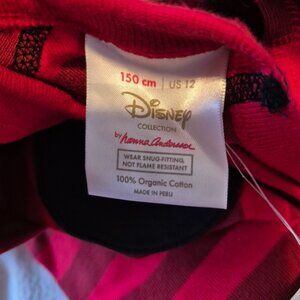 150 cm | US 12
Disney
COLLECTION
by hanna andersson
WEAR SNUG-FITTING,
NOT FLAME RESISTANT
100% Organic Cotton
MADE IN PERU